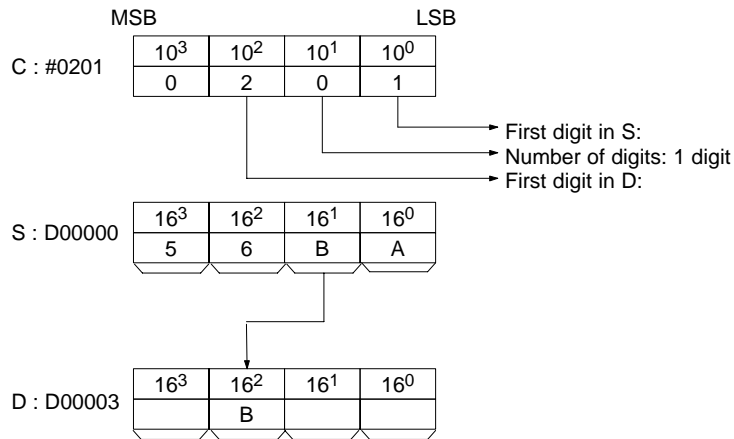 MSB LSB
C : #0201
10³ 10² 10¹ 10⁰
0 2 0 1
First digit in S:
Number of digits: 1 digit
First digit in D:
S : D00000
16³ 16² 16¹ 16⁰
5 6 B A
D : D00003
16³ 16² 16¹ 16⁰
B